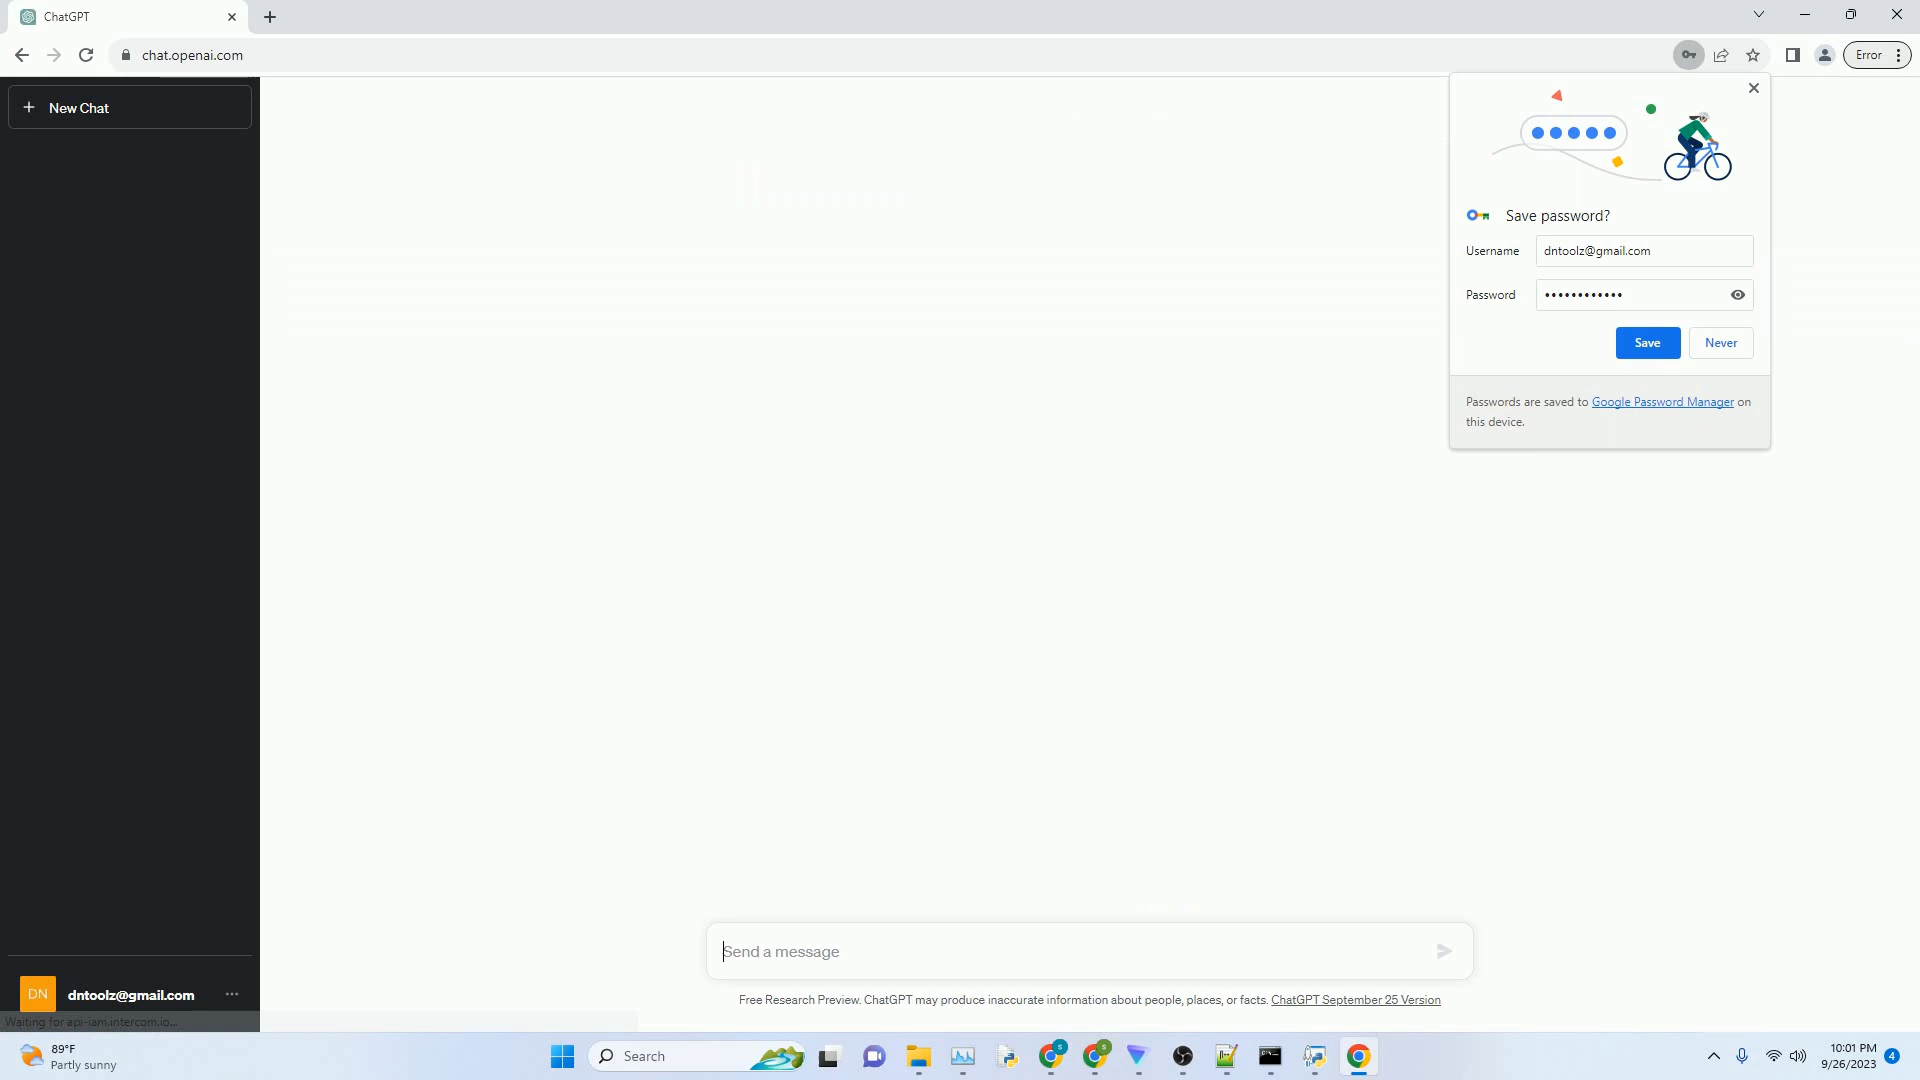 ChatGPT
chat.openai.com
Error
New Chat
Save password?
Username
dntoolz@gmail.com
Password
••••••••••••
Save
Never
Passwords are saved to Google Password Manager on
this device.
Send a message
Free Research Preview. ChatGPT may produce inaccurate information about people, places, or facts. ChatGPT September 25 Version
DN
dntoolz@gmail.com
Waiting for api-iam.intercom.io...
89°F
Partly sunny
Search
S
S
10:01 PM
9/26/2023
4